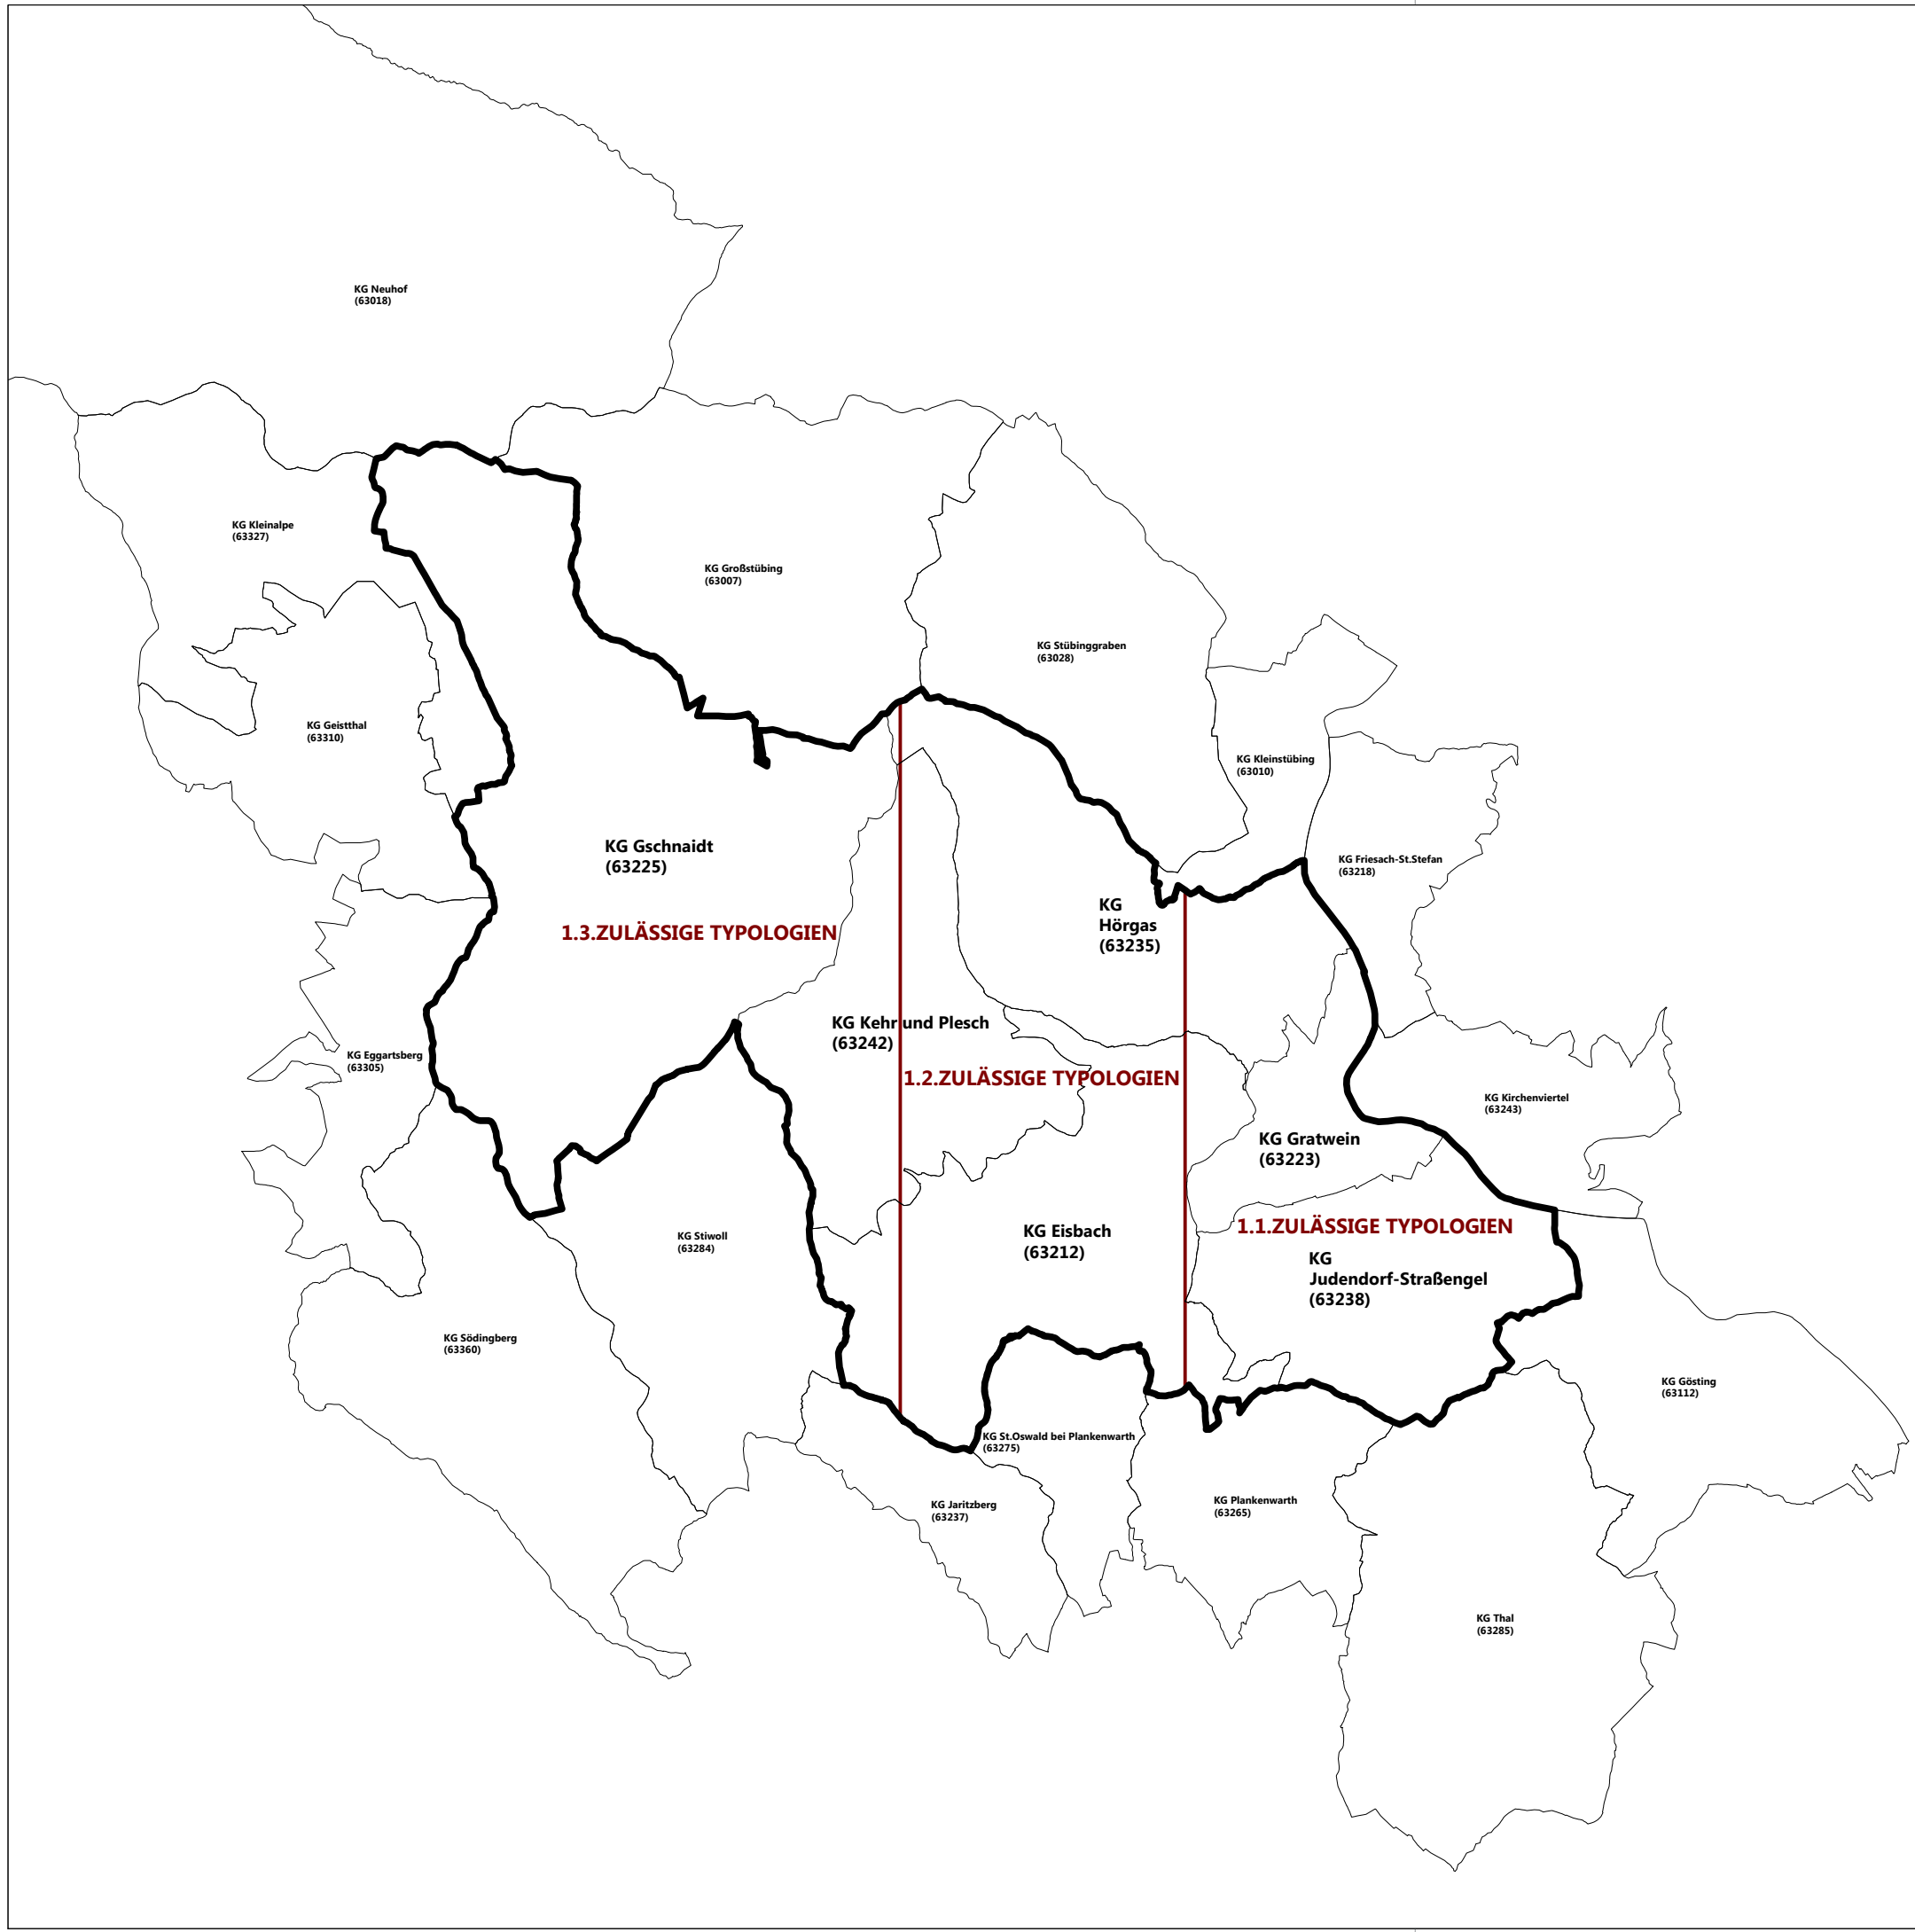 KG Neuhof
(63018)
KG Kleinalpe
(63327)
KG Großstübing
(63007)
KG Stübinggraben
(63028)
KG Geistthal
(63310)
KG Kleinstübing
(63010)
KG Gschnaidt
(63225)
KG Friesach-St.Stefan
(63218)
KG
Hörgas
(63235)
1.3.ZULÄSSIGE TYPOLOGIEN
KG Kehr und Plesch
(63242)
KG Eggartsberg
(63305)
1.2.ZULÄSSIGE TYPOLOGIEN
KG Kirchenviertel
(63243)
KG Gratwein
(63223)
KG Stiwoll
(63284)
KG Eisbach
(63212)
1.1.ZULÄSSIGE TYPOLOGIEN
KG
Judendorf-Straßengel
(63238)
KG Södingberg
(63360)
KG Gösting
(63112)
KG St.Oswald bei Plankenwarth
(63275)
KG Jaritzberg
(63237)
KG Plankenwarth
(63265)
KG Thal
(63285)